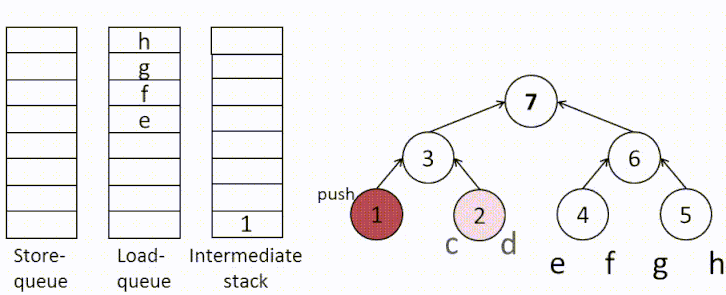 h
g
f
e
1
Store-
queue
Load-
queue
Intermediate
stack
7
3
6
push
1
2
4
5
c
d
e
f
g
h